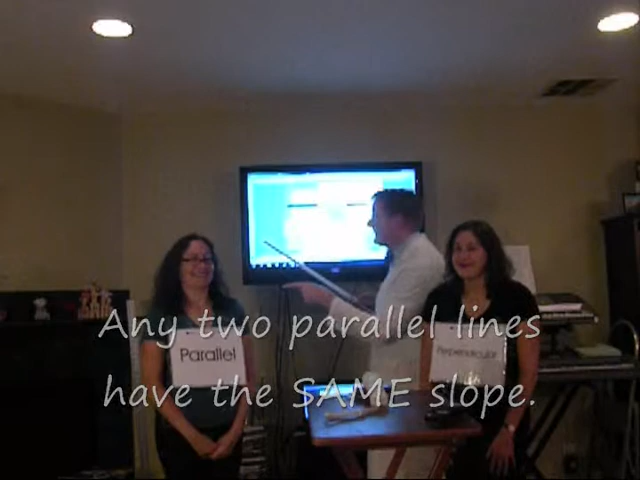 Any two parallel lines
have the SAME slope.
Parallel
Perpendicular